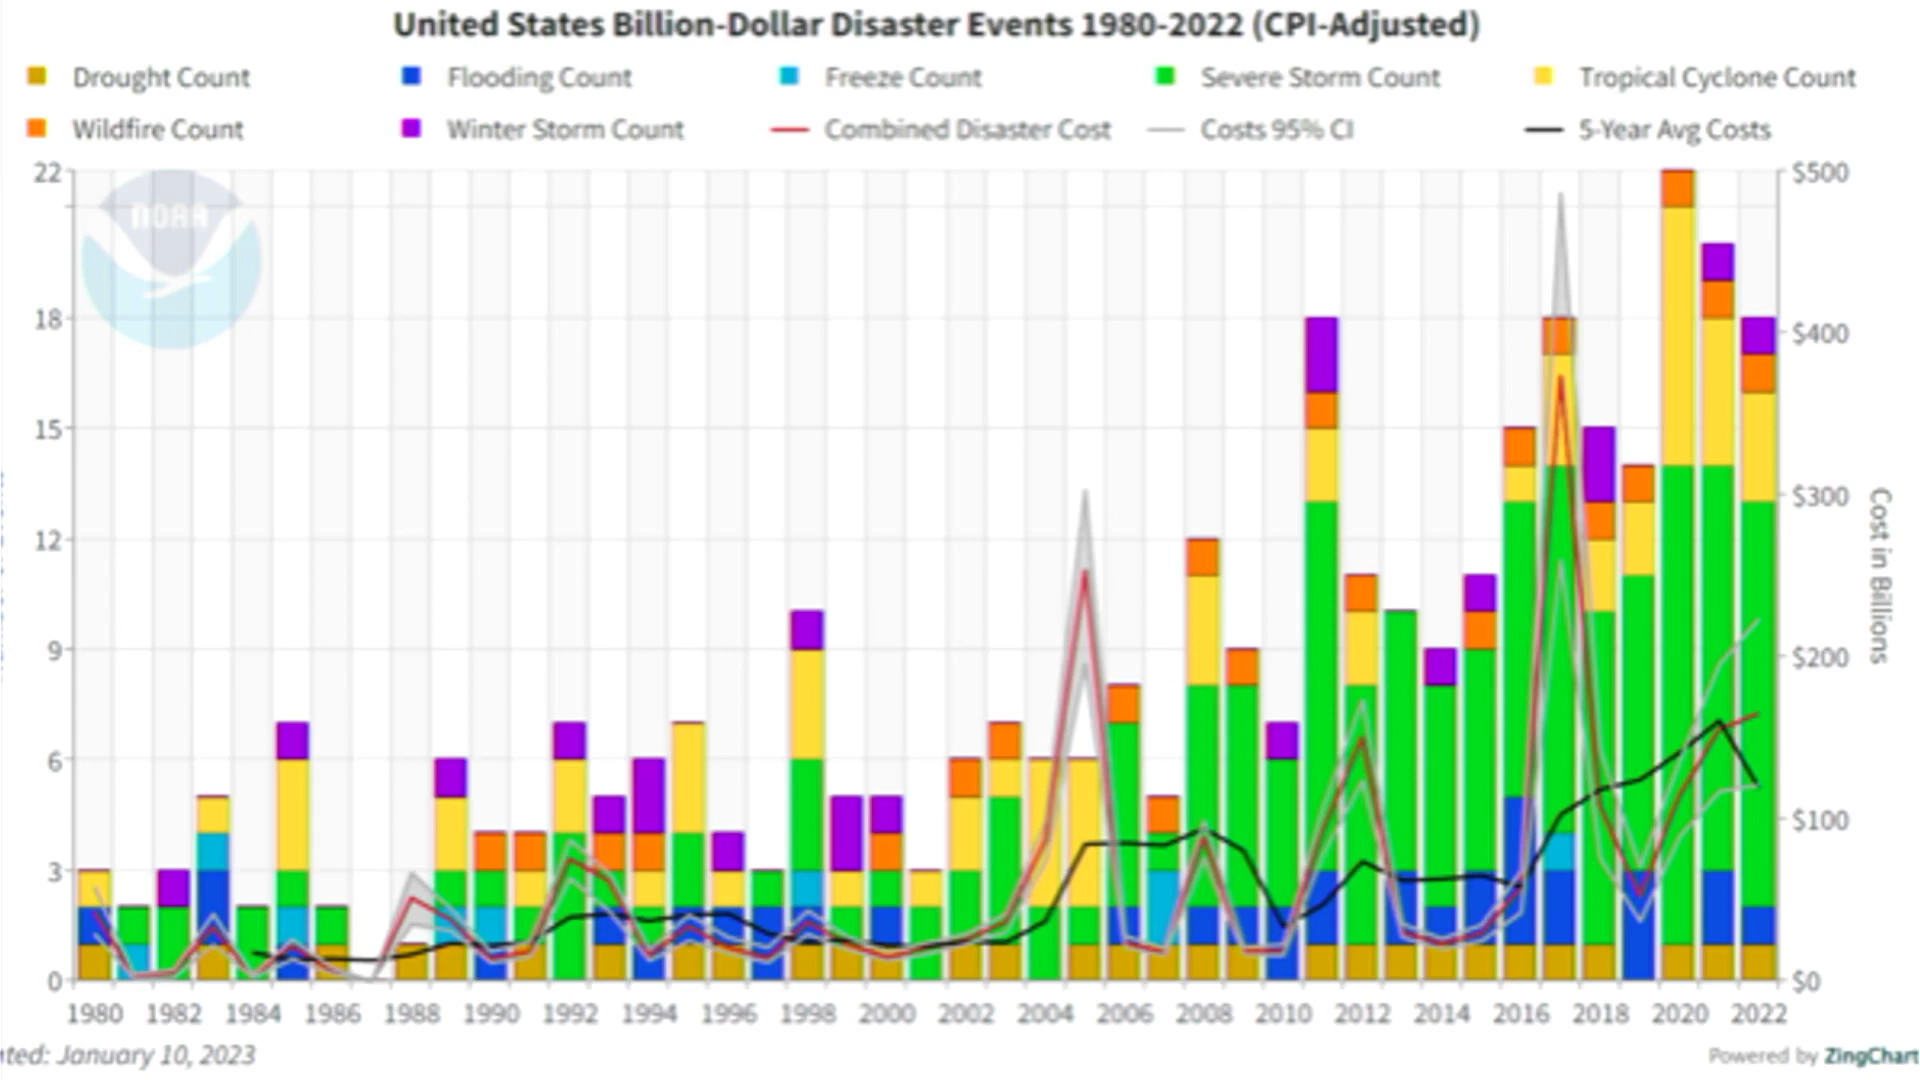 United States Billion-Dollar Disaster Events 1980-2022 (CPI-Adjusted)
Drought Count Flooding Count Freeze Count Severe Storm Count Tropical Cyclone Count
Wildfire Count Winter Storm Count Combined Disaster Cost Costs 95% CI 5-Year Avg Costs
NOAA
22
18
15
12
9
6
3
0
$500
$400
$300
$200
$100
$0
Cost in Billions
1980 1982 1984 1986 1988 1990 1992 1994 1996 1998 2000 2002 2004 2006 2008 2010 2012 2014 2016 2018 2020 2022
ted: January 10, 2023
Powered by ZingChart